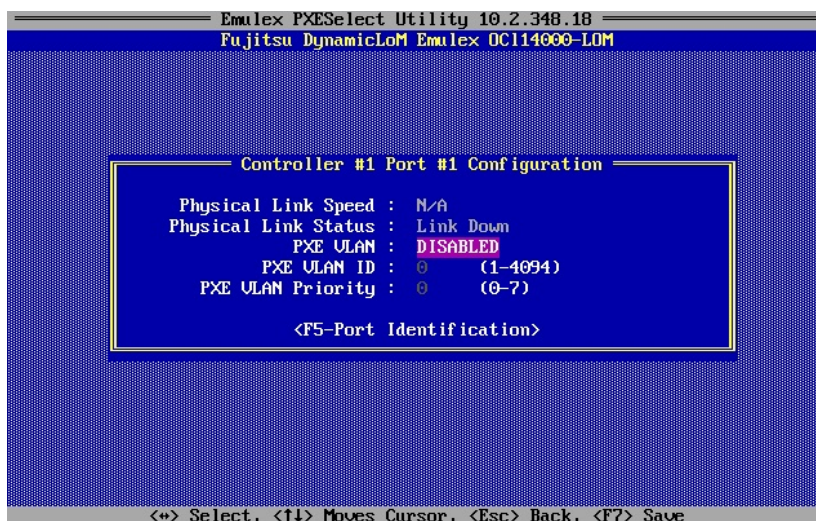 Emulex PXESelect Utility 10.2.348.18
Fujitsu DynamicLoM Emulex OCl14000-LOM
Controller #1 Port #1 Configuration
Physical Link Speed : N/A
Physical Link Status : Link Down
PXE VLAN : DISABLED
PXE VLAN ID : 0 (1-4094)
PXE VLAN Priority : 0 (0-7)
<F5-Port Identification>
<↔> Select, <↑↓> Moves Cursor, <Esc> Back, <F7> Save